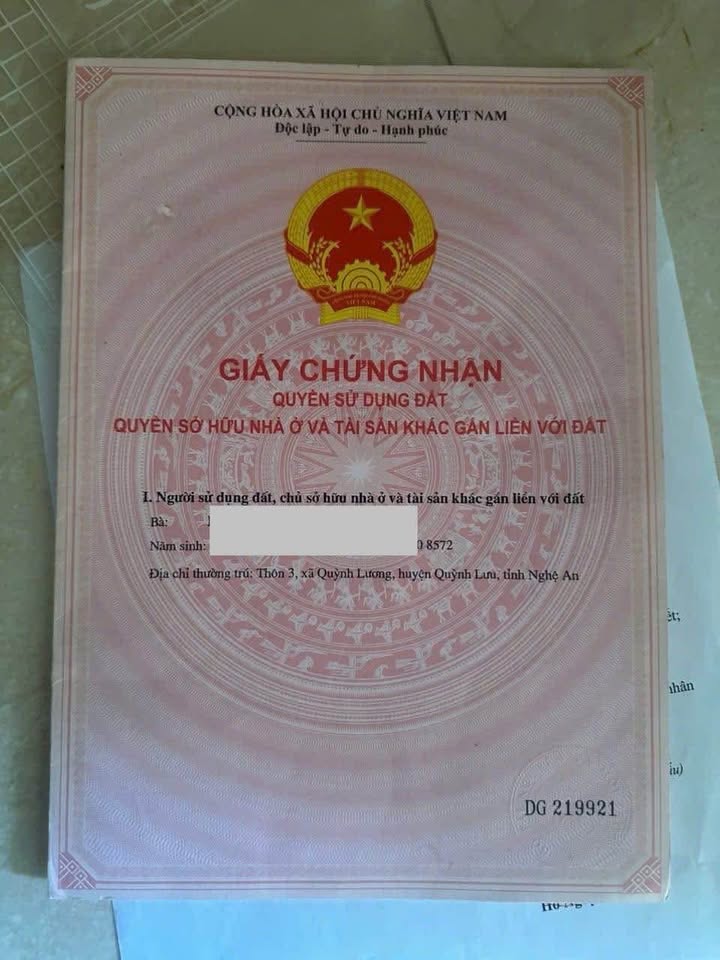 CỘNG HÒA XÃ HỘI CHỦ NGHĨA VIỆT NAM
Độc lập - Tự do - Hạnh phúc
VIỆT NAM
GIẤY CHỨNG NHẬN
QUYỀN SỬ DỤNG ĐẤT
QUYỀN SỞ HỮU NHÀ Ở VÀ TÀI SẢN KHÁC GẮN LIỀN VỚI ĐẤT
I. Người sử dụng đất, chủ sở hữu nhà ở và tài sản khác gắn liền với đất
Bà:
Năm sinh: 0 8572
Địa chỉ thường trú: Thôn 3, xã Quỳnh Lương, huyện Quỳnh Lưu, tỉnh Nghệ An
DG 219921